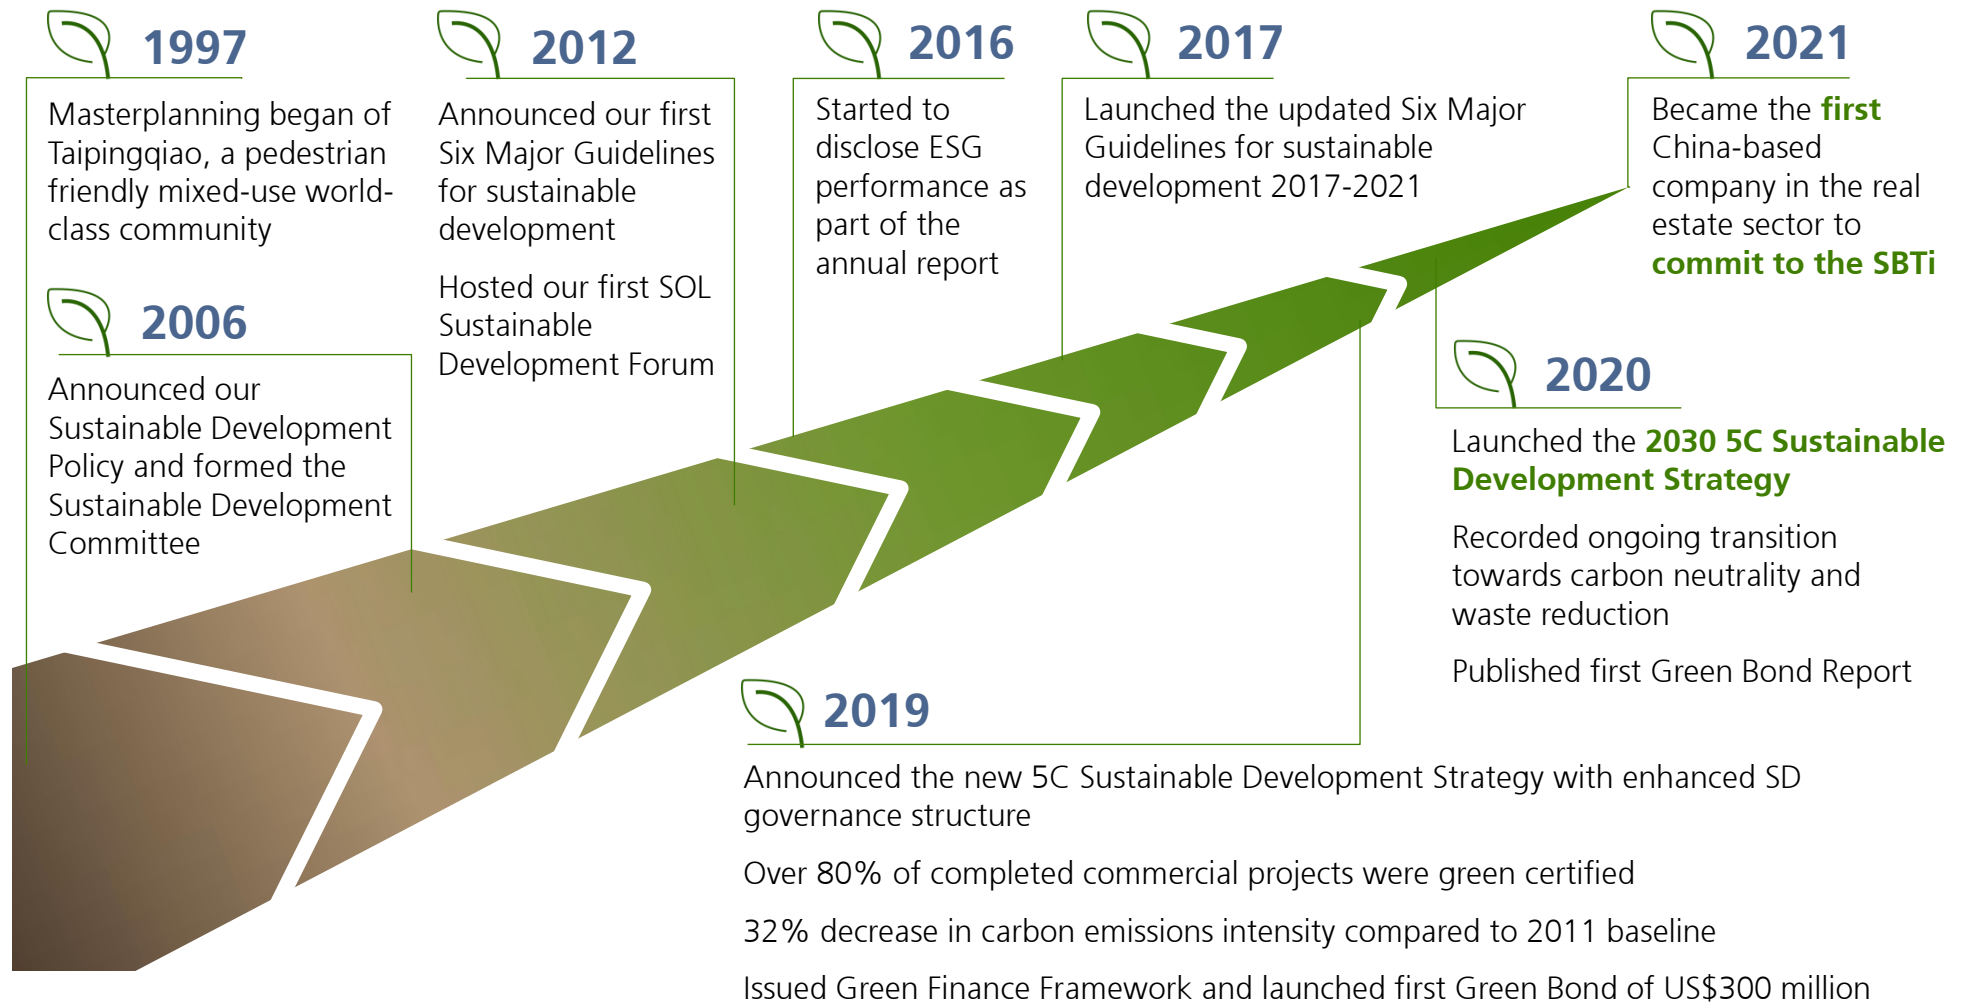 1997
Masterplanning began of
Taipingqiao, a pedestrian
friendly mixed-use world-
class community
2006
Announced our
Sustainable Development
Policy and formed the
Sustainable Development
Committee
2012
Announced our first
Six Major Guidelines
for sustainable
development
Hosted our first SOL
Sustainable
Development Forum
2016
Started to
disclose ESG
performance as
part of the
annual report
2017
Launched the updated Six Major
Guidelines for sustainable
development 2017-2021
2019
Announced the new 5C Sustainable Development Strategy with enhanced SD
governance structure
Over 80% of completed commercial projects were green certified
32% decrease in carbon emissions intensity compared to 2011 baseline
Issued Green Finance Framework and launched first Green Bond of US$300 million
2020
Launched the 2030 5C Sustainable
Development Strategy
Recorded ongoing transition
towards carbon neutrality and
waste reduction
Published first Green Bond Report
2021
Became the first
China-based
company in the real
estate sector to
commit to the SBTi